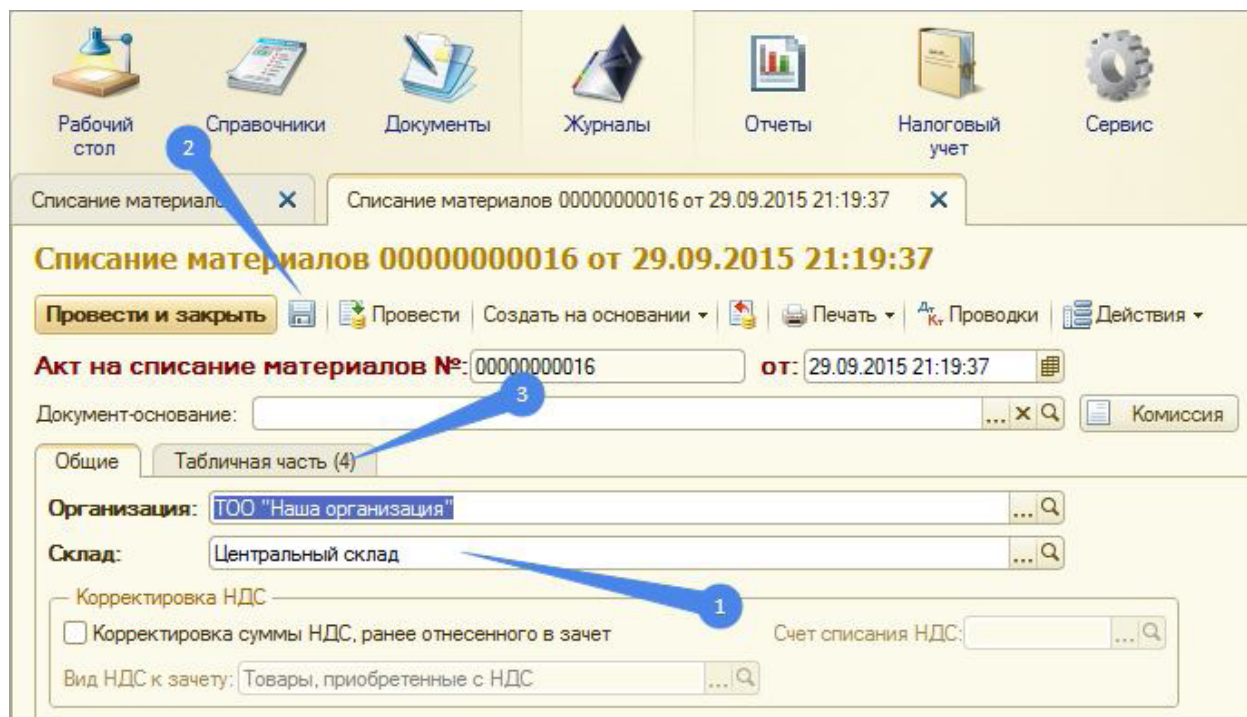 Рабочий стол
Справочники
Документы
Журналы
Отчеты
Налоговый учет
Сервис
2
Списание материало
Списание материалов 00000000016 от 29.09.2015 21:19:37
Списание материалов 00000000016 от 29.09.2015 21:19:37
Провести и закрыть Провести Создать на основании Печать Дт Кт Проводки Действия
Акт на списание материалов №: 00000000016 от: 29.09.2015 21:19:37
3
Документ-основание: ... Комиссия
Общие Табличная часть (4)
Организация: ТОО "Наша организация" ...
Склад: Центральный склад ...
1
Корректировка НДС
Корректировка суммы НДС, ранее отнесенного в зачет Счет списания НДС: ...
Вид НДС к зачету: Товары, приобретенные с НДС ...